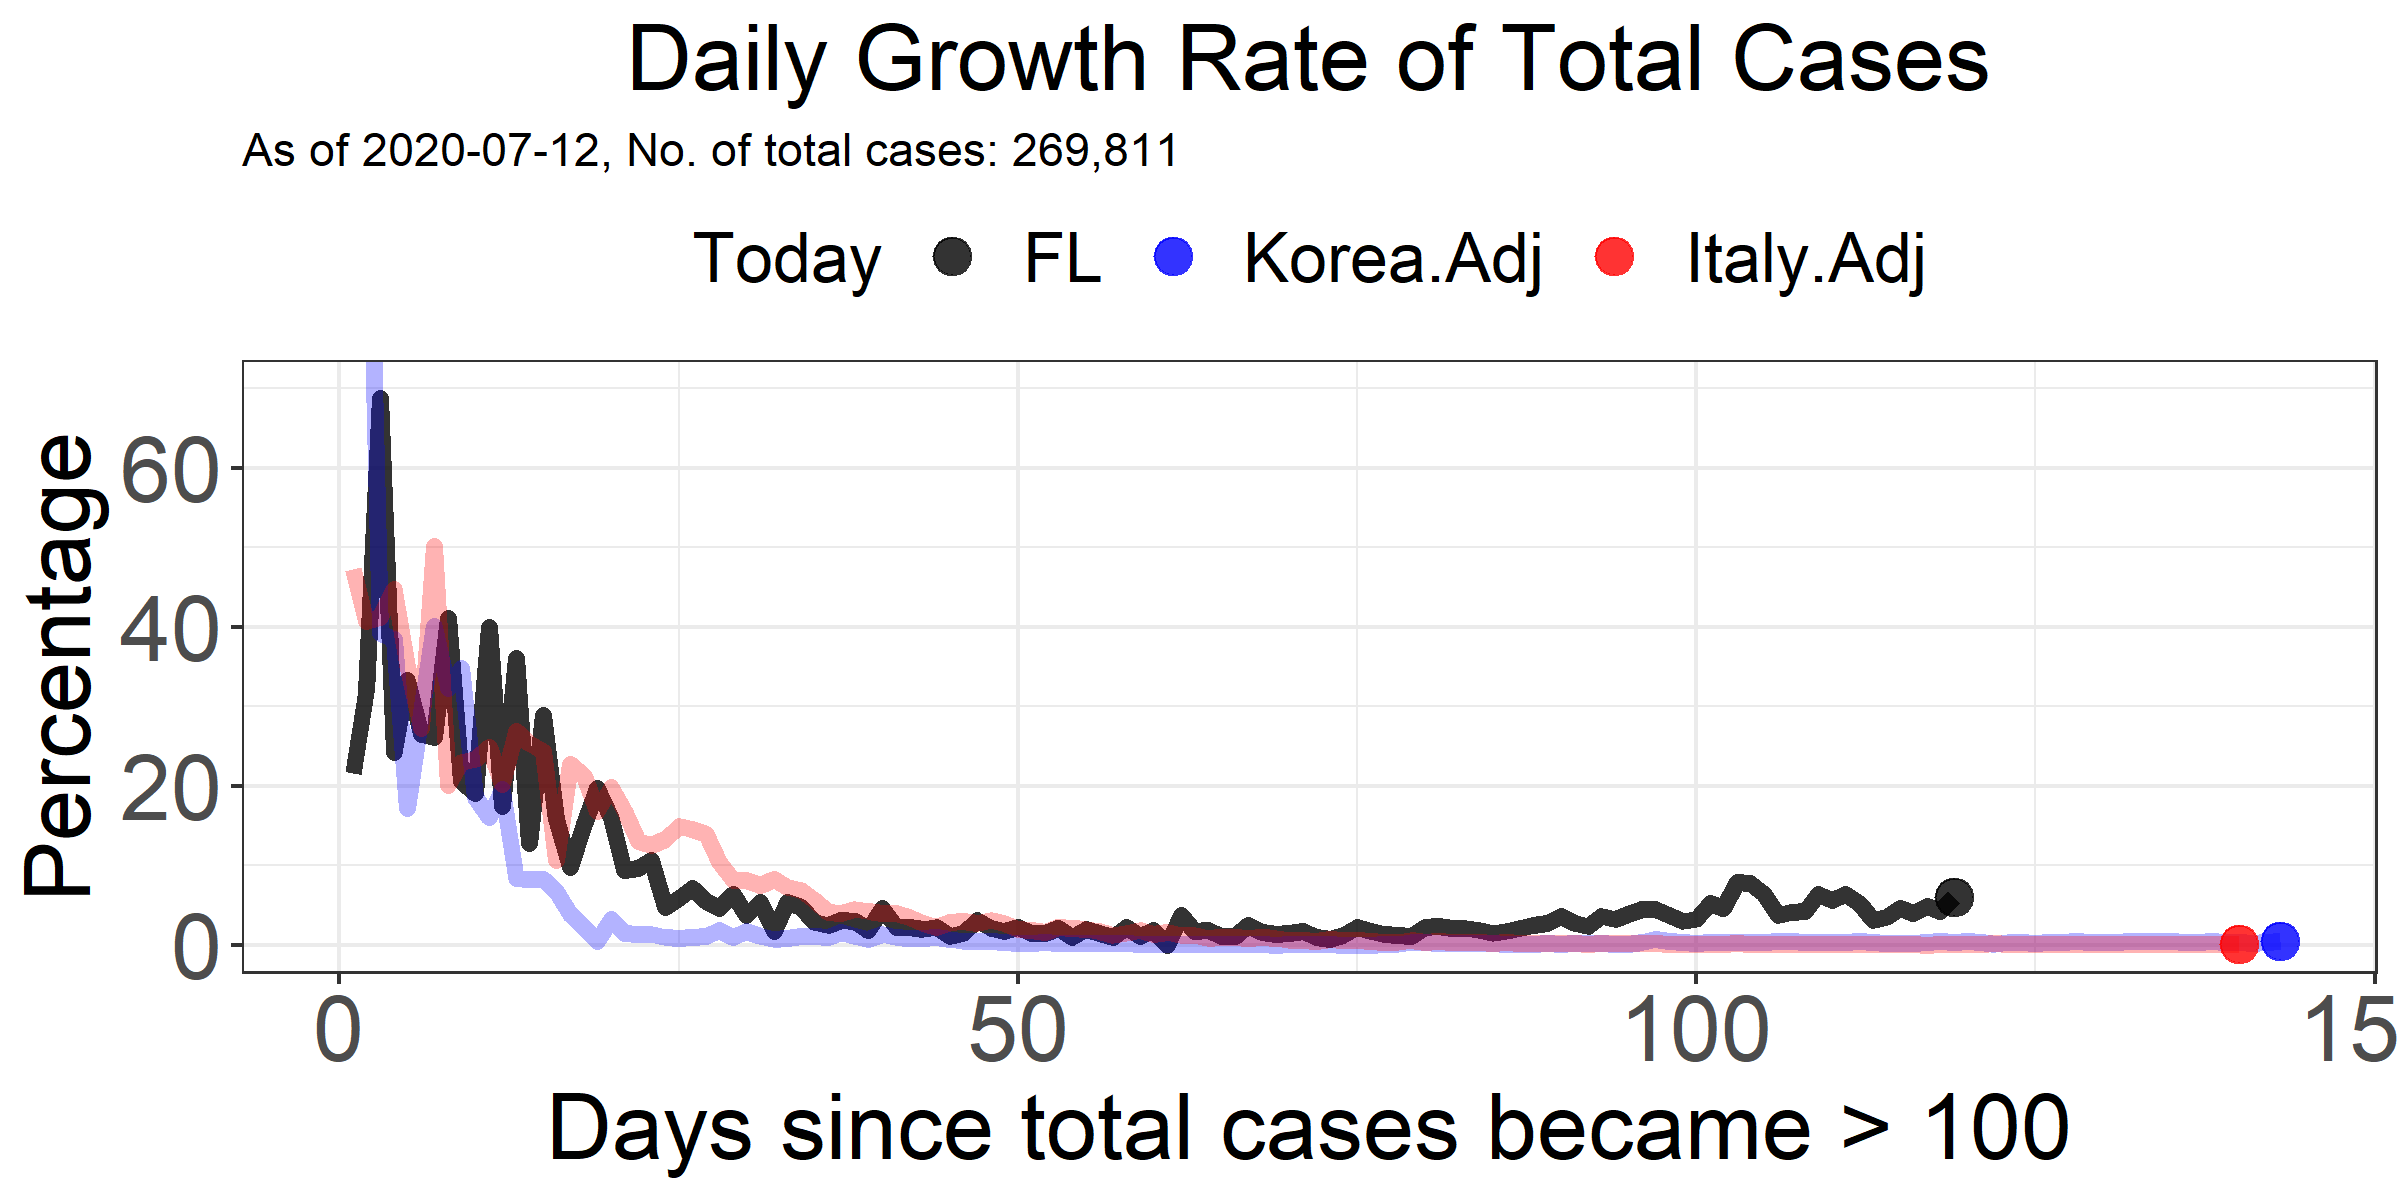 Daily Growth Rate of Total Cases
As of 2020-07-12, No. of total cases: 269,811
Today FL Korea.Adj Italy.Adj
Percentage
60
40
20
0
0 50 100 15
Days since total cases became > 100